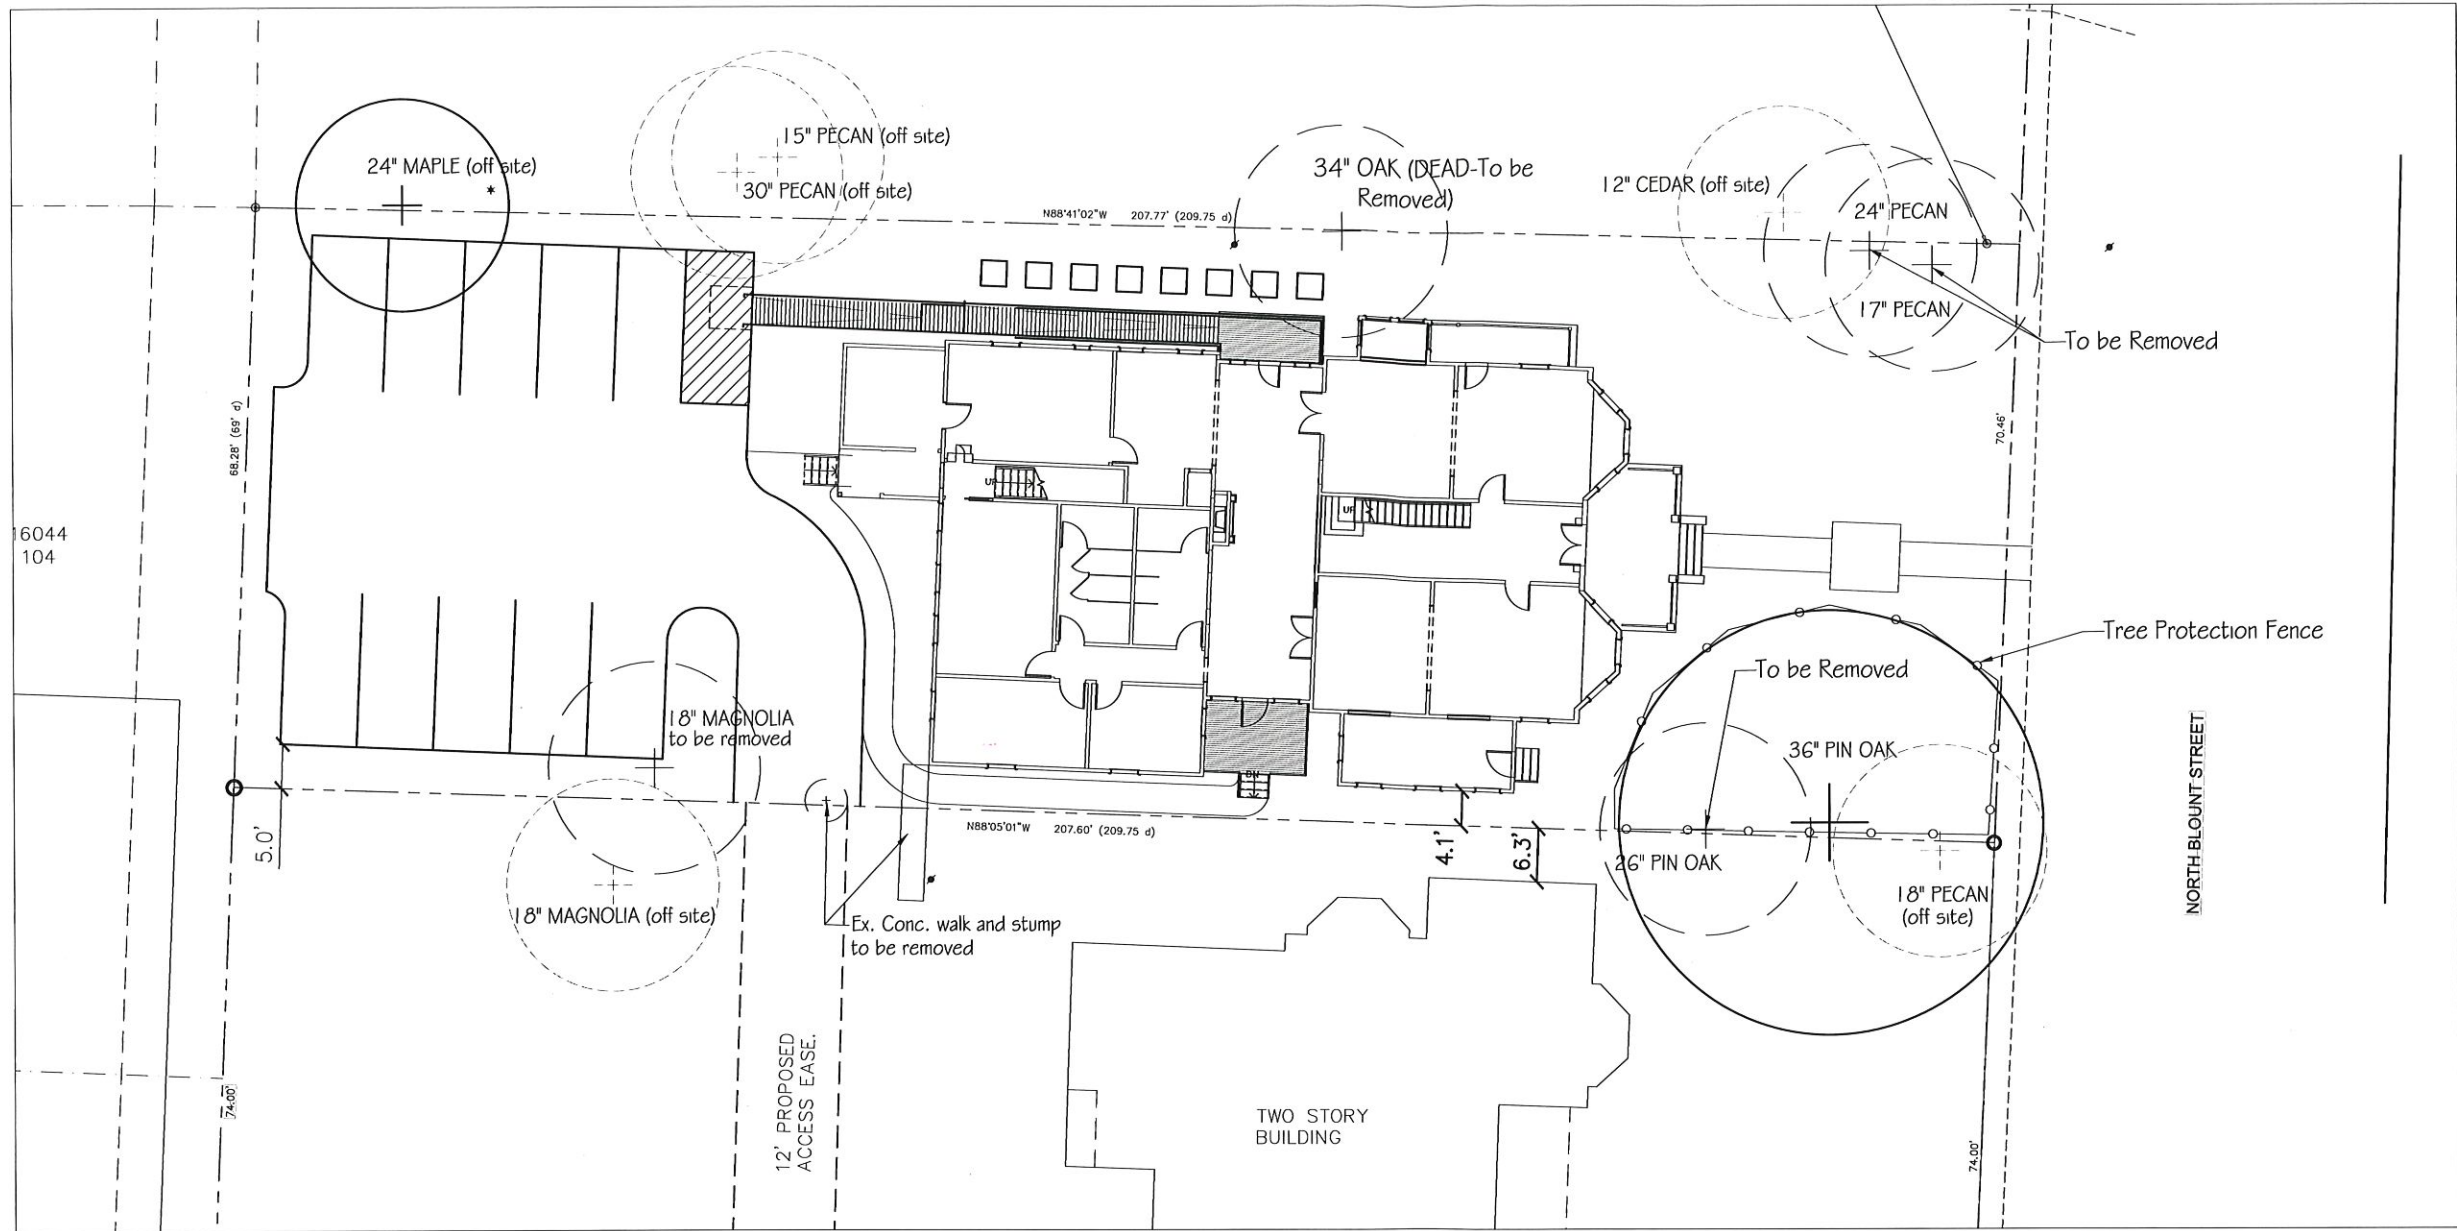 15" PECAN (off site)
24" MAPLE (off site)
30" PECAN (off site)
34" OAK (DEAD-To be
Removed)
12" CEDAR (off site)
24" PECAN
N88°41'02"W 207.77' (209.75 d)
17" PECAN
To be Removed
68.28' (69' d)
70.46'
UP
UP
16044
104
Tree Protection Fence
To be Removed
18" MAGNOLIA
to be removed
36" PIN OAK
NORTH BLOUNT STREET
DN
N88°05'01"W 207.60' (209.75 d)
5.0'
4.1'
6.3'
26" PIN OAK
18" PECAN
(off site)
18" MAGNOLIA (off site)
Ex. Conc. walk and stump
to be removed
12' PROPOSED
ACCESS EASE.
74.00'
TWO STORY
BUILDING
74.00'